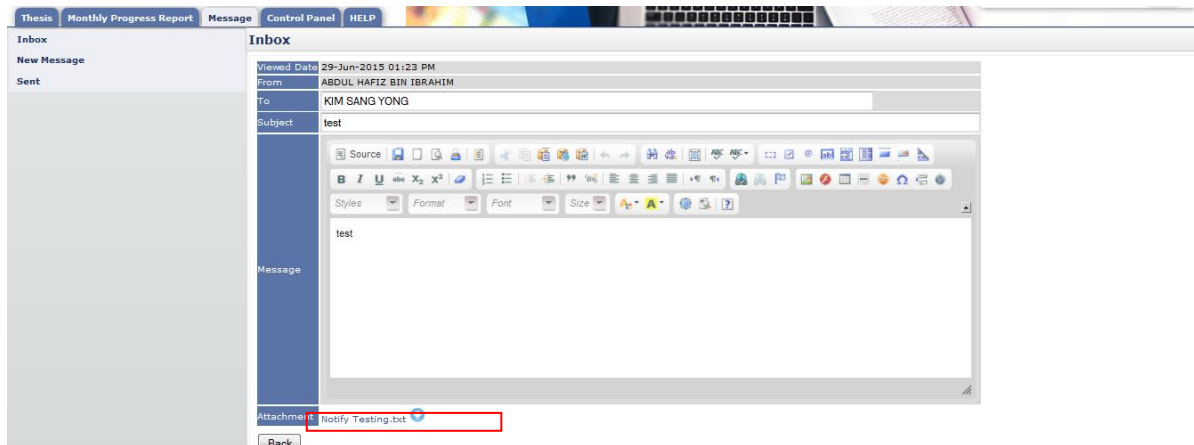 Thesis Monthly Progress Report Message Control Panel HELP
Inbox
New Message
Sent
Inbox
Viewed Date 29-Jun-2015 01:23 PM
From ABDUL HAFIZ BIN IBRAHIM
To KIM SANG YONG
Subject test
Source
Styles Format Font Size
Message
test
Attachment Notify Testing.txt
Back